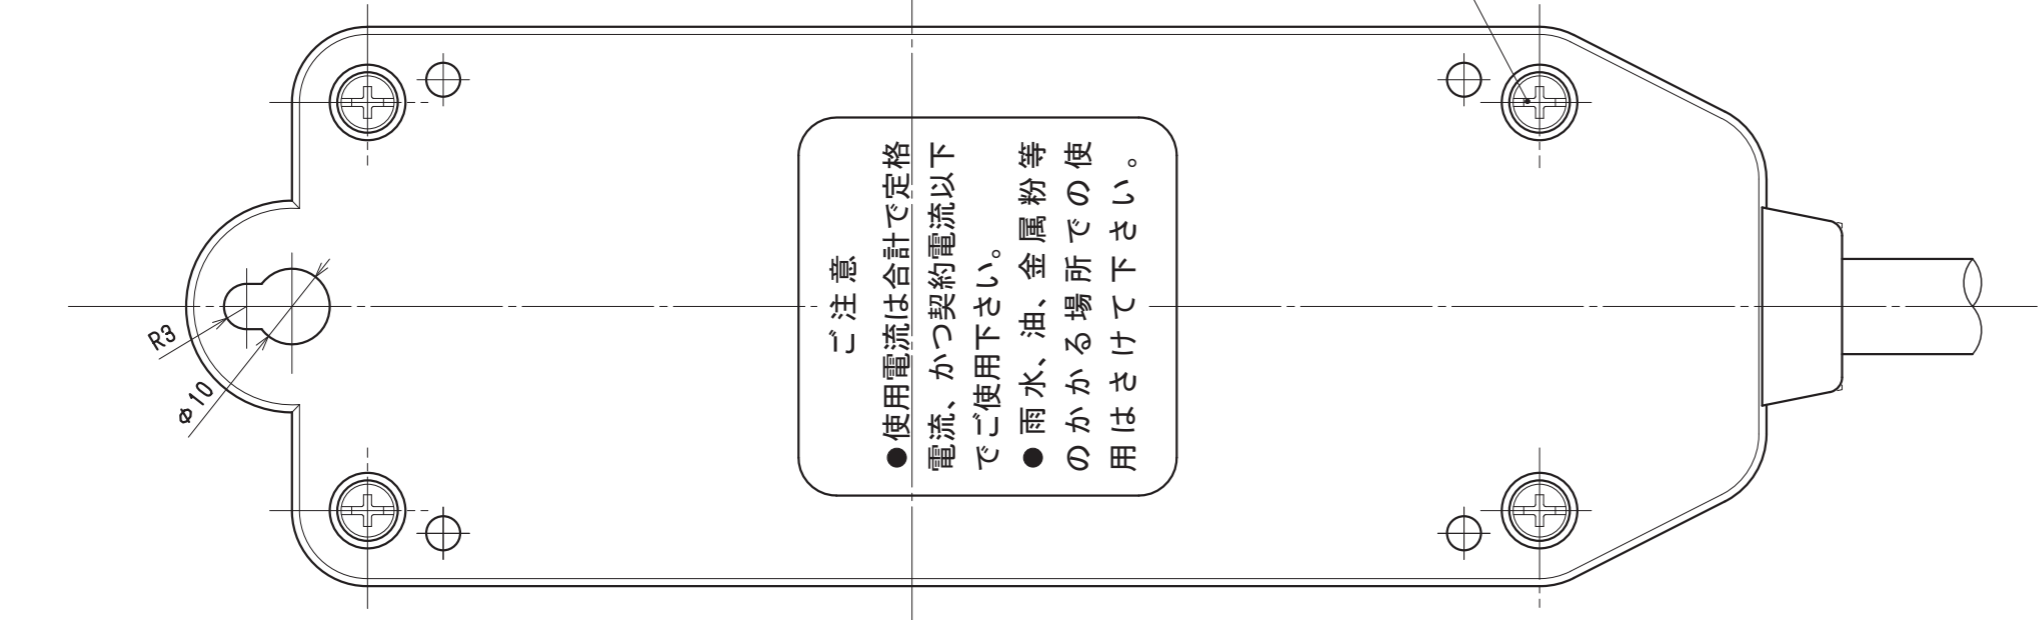 ご注意
●使用電流は合計で定格
電流、かつ契約電流以下
でご使用下さい。
●雨水、油、金属粉等
のかかる場所での使
用はさけて下さい。
R3
φ10